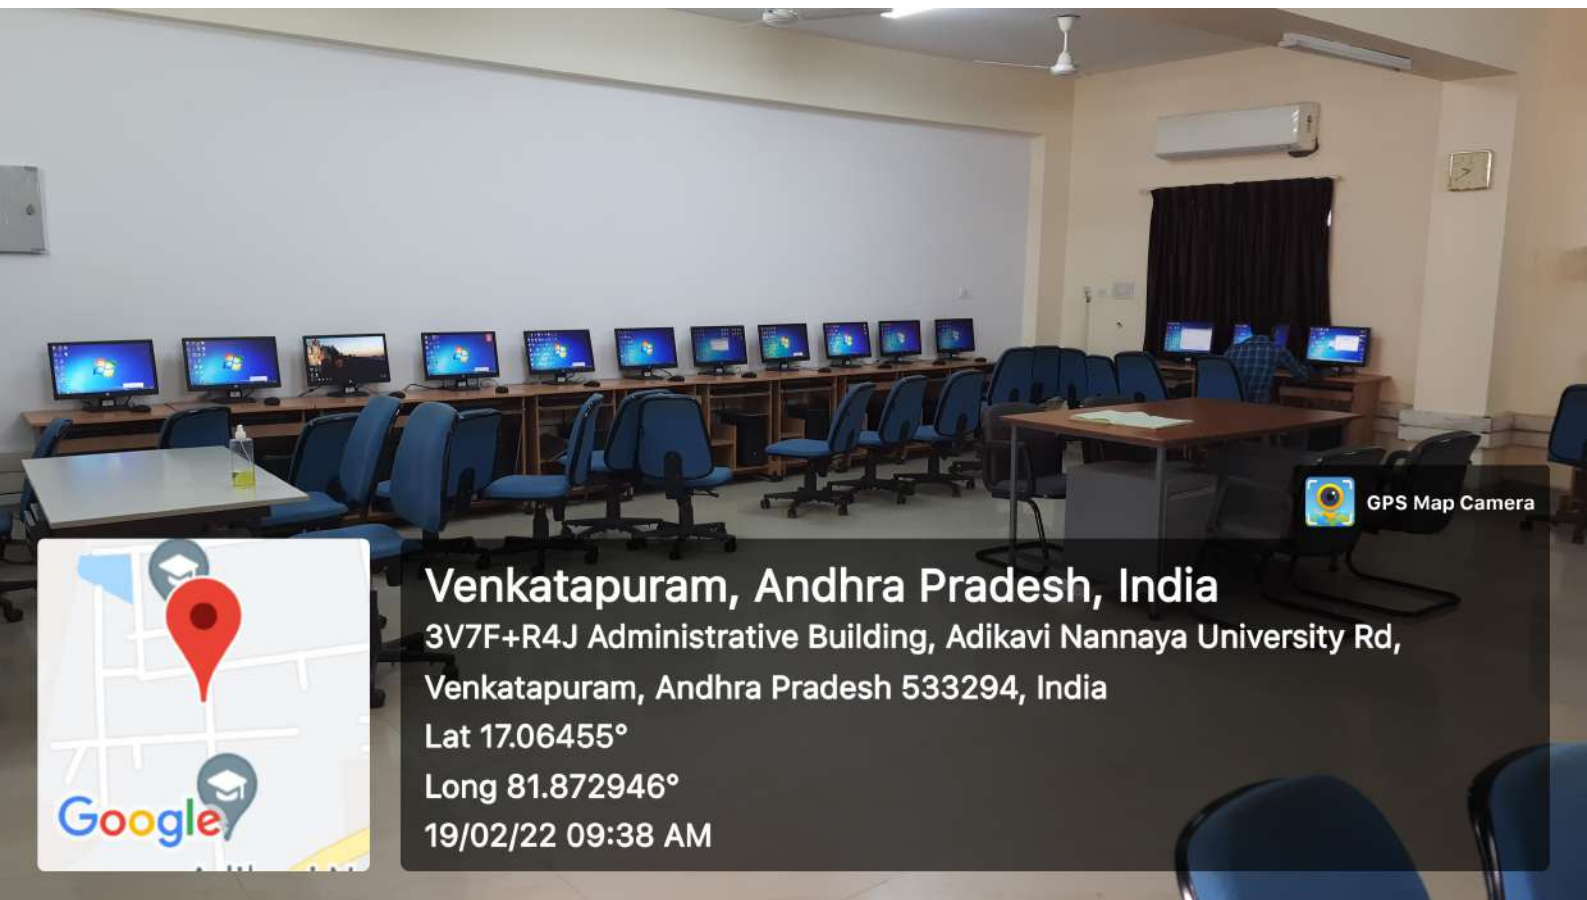 GPS Map Camera
Venkatapuram, Andhra Pradesh, India
3V7F+R4J Administrative Building, Adikavi Nannaya University Rd,
Venkatapuram, Andhra Pradesh 533294, India
Lat 17.06455°
Long 81.872946°
19/02/22 09:38 AM
Google